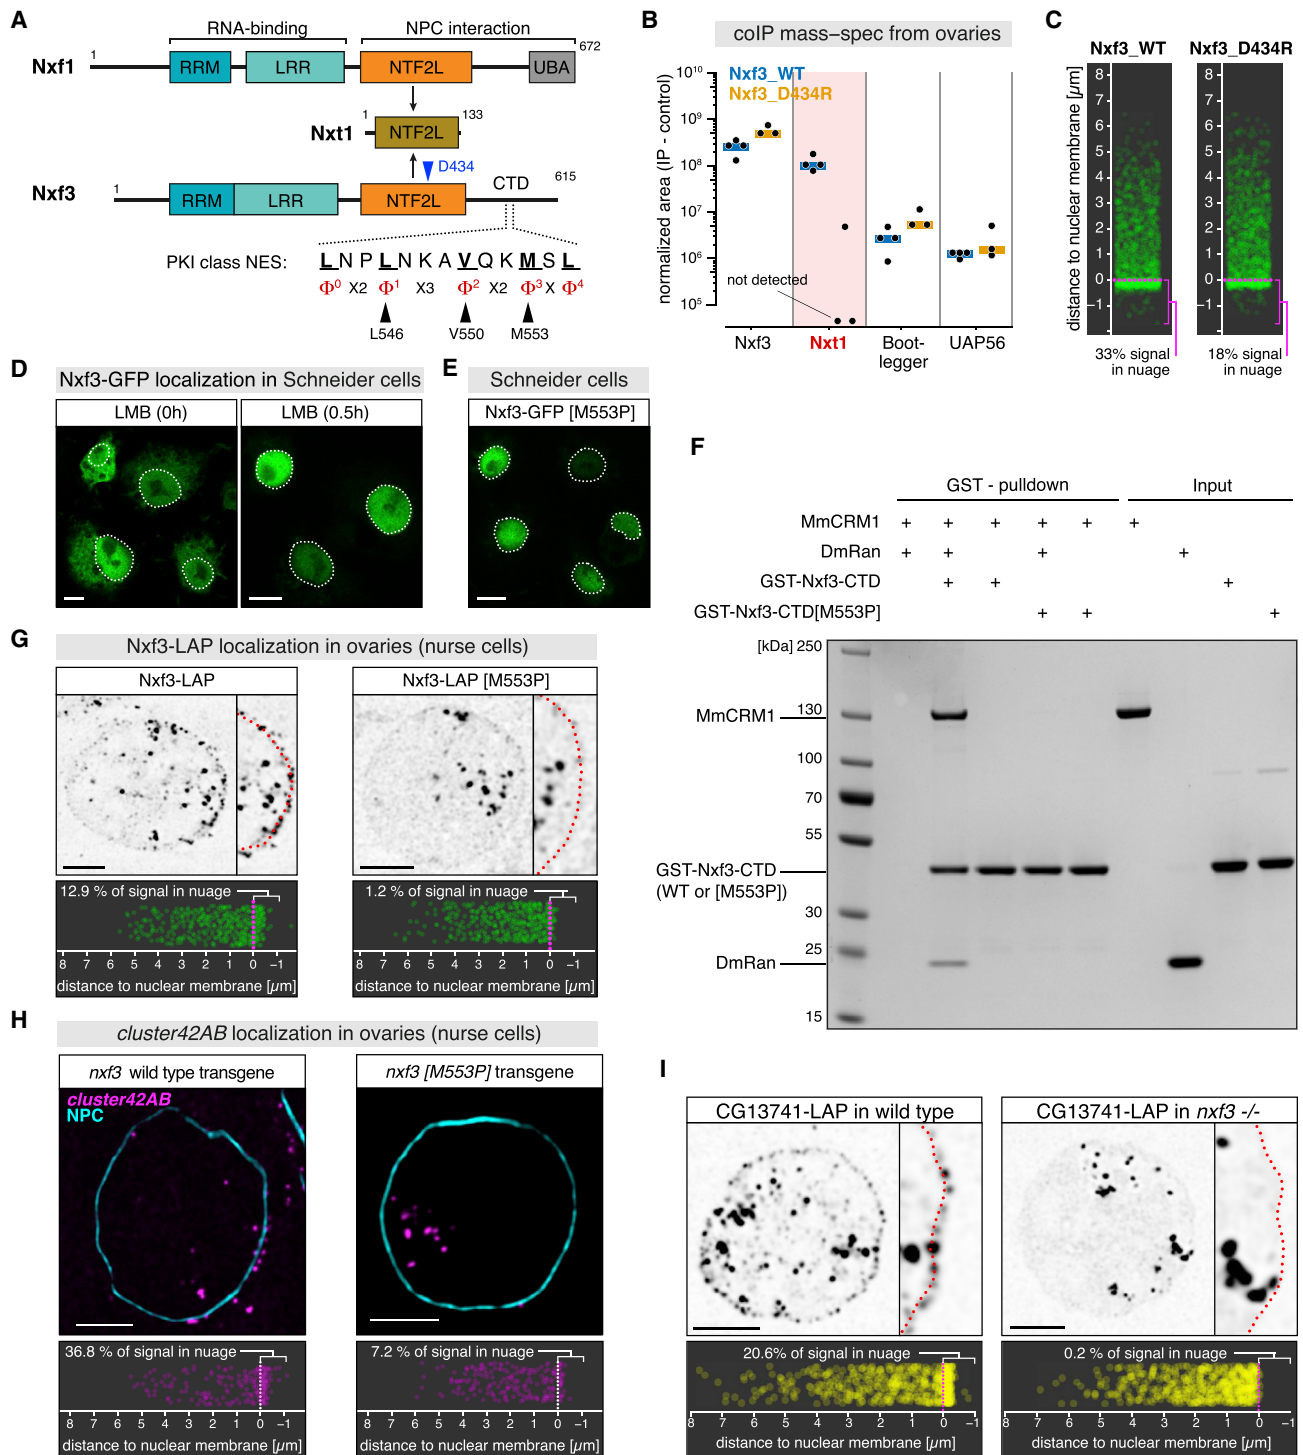 A
RNA-binding
NPC interaction
1
672
Nxf1
RRM
LRR
NTF2L
UBA
1
133
Nxt1
NTF2L
D434
1
CTD
615
Nxf3
RRM
LRR
NTF2L
PKI class NES:
L N P L N K A V Q K M S L
Φ0 X2 Φ1 X3 Φ2 X2 Φ3 X Φ4
L546
V550
M553
B
coIP mass–spec from ovaries
normalized area (IP - control)
10^10
10^9
10^8
10^7
10^6
10^5
Nxf3_WT
Nxf3_D434R
not detected
Nxf3
Nxt1
Boot-
legger
UAP56
C
Nxf3_WT
Nxf3_D434R
distance to nuclear membrane [µm]
8
7
6
5
4
3
2
1
0
−1
8
7
6
5
4
3
2
1
0
−1
33% signal
in nuage
18% signal
in nuage
D
Nxf3-GFP localization in Schneider cells
LMB (0h)
LMB (0.5h)
E
Schneider cells
Nxf3-GFP [M553P]
F
GST - pulldown
Input
MmCRM1 + + + + + +
DmRan + + + +
GST-Nxf3-CTD + + +
GST-Nxf3-CTD[M553P] + + +
[kDa]
250
130
100
70
55
30
25
15
MmCRM1
GST-Nxf3-CTD
(WT or [M553P])
DmRan
G
Nxf3-LAP localization in ovaries (nurse cells)
Nxf3-LAP
Nxf3-LAP [M553P]
12.9 % of signal in nuage
8 7 6 5 4 3 2 1 0 −1
distance to nuclear membrane [µm]
1.2 % of signal in nuage
8 7 6 5 4 3 2 1 0 −1
distance to nuclear membrane [µm]
H
cluster42AB localization in ovaries (nurse cells)
nxf3 wild type transgene
nxf3 [M553P] transgene
cluster42AB
NPC
36.8 % of signal in nuage
8 7 6 5 4 3 2 1 0 −1
distance to nuclear membrane [µm]
7.2 % of signal in nuage
8 7 6 5 4 3 2 1 0 −1
distance to nuclear membrane [µm]
I
CG13741-LAP in wild type
CG13741-LAP in nxf3 -/-
20.6% of signal in nuage
8 7 6 5 4 3 2 1 0 −1
distance to nuclear membrane [µm]
0.2 % of signal in nuage
8 7 6 5 4 3 2 1 0 −1
distance to nuclear membrane [µm]